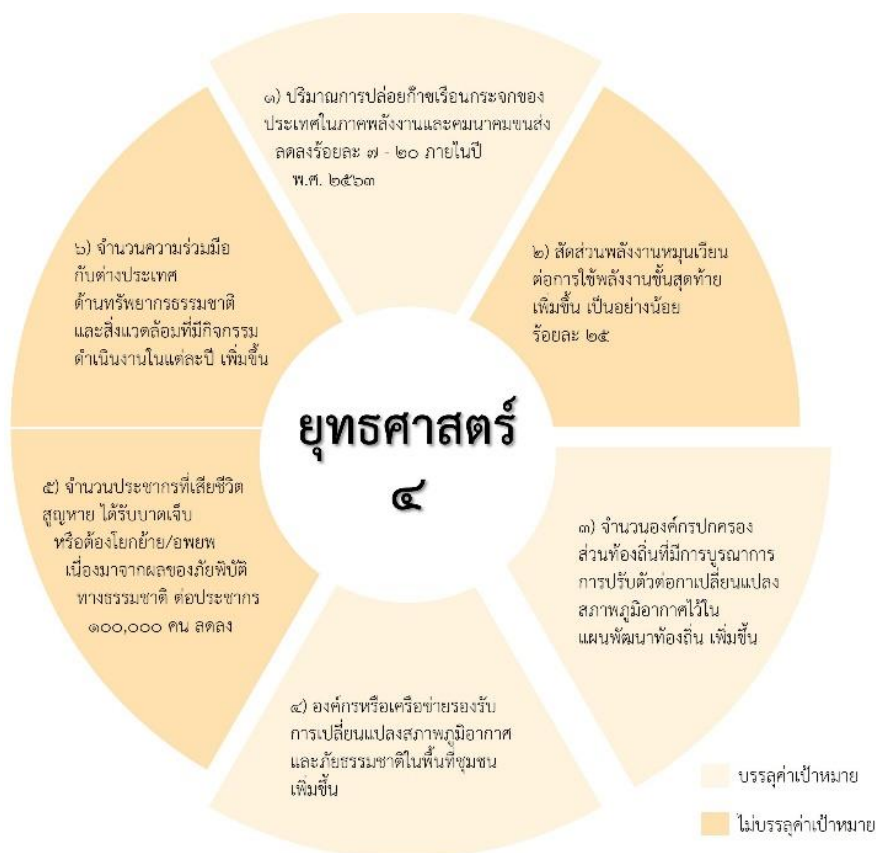 ๑) ปริมาณการปล่อยก๊าซเรือนกระจกของ
ประเทศในภาคพลังงานและคมนาคมขนส่ง
ลดลงร้อยละ ๗ - ๒๐ ภายในปี
พ.ศ. ๒๕๖๓
๒) สัดส่วนพลังงานหมุนเวียน
ต่อการใช้พลังงานขั้นสุดท้าย
เพิ่มขึ้น เป็นอย่างน้อย
ร้อยละ ๒๕
๓) จำนวนองค์กรปกครอง
ส่วนท้องถิ่นที่มีการบูรณาการ
การปรับตัวต่อกาเปลี่ยนแปลง
สภาพภูมิอากาศไว้ใน
แผนพัฒนาท้องถิ่น เพิ่มขึ้น
๔) องค์กรหรือเครือข่ายรองรับ
การเปลี่ยนแปลงสภาพภูมิอากาศ
และภัยธรรมชาติในพื้นที่ชุมชน
เพิ่มขึ้น
๕) จำนวนประชากรที่เสียชีวิต
สูญหาย ได้รับบาดเจ็บ
หรือต้องโยกย้าย/อพยพ
เนื่องมาจากผลของภัยพิบัติ
ทางธรรมชาติ ต่อประชากร
๑๐๐,๐๐๐ คน ลดลง
๖) จำนวนความร่วมมือ
กับต่างประเทศ
ด้านทรัพยากรธรรมชาติ
และสิ่งแวดล้อมที่มีกิจกรรม
ดำเนินงานในแต่ละปี เพิ่มขึ้น
ยุทธศาสตร์
๔
บรรลุค่าเป้าหมาย
ไม่บรรลุค่าเป้าหมาย